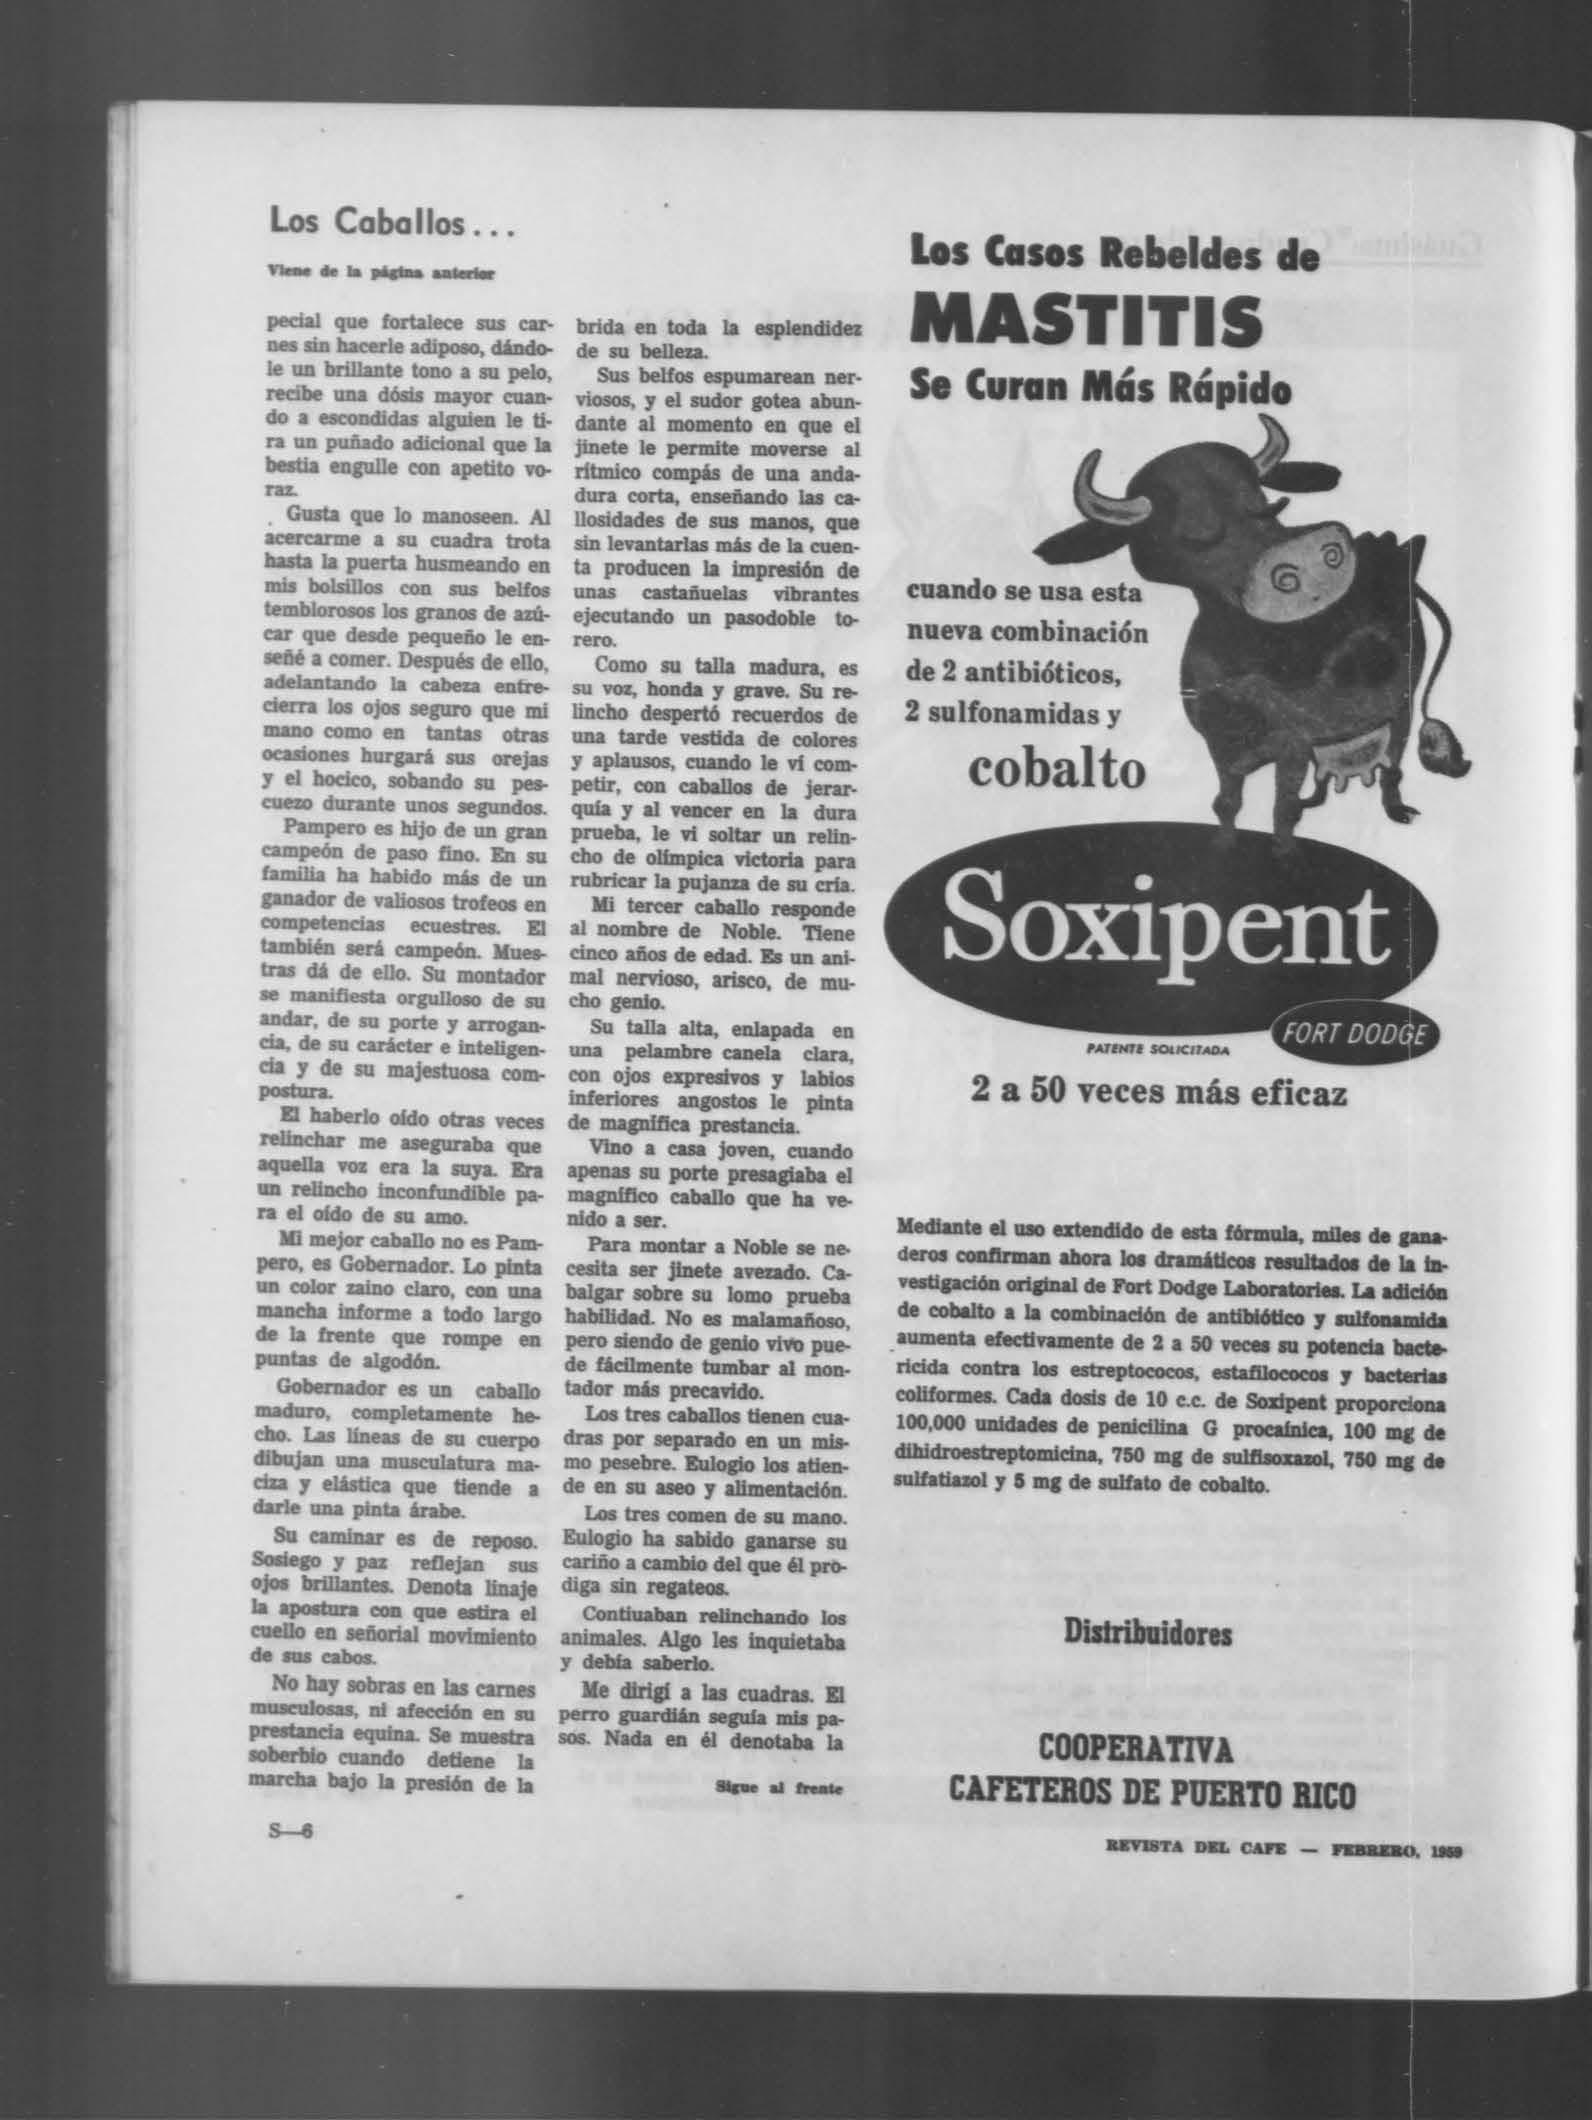 Los Caballos...
Viene de la página anterior
pecial que fortalece sus car-
nes sin hacerle adiposo, dándo-
le un brillante tono a su pelo,
recibe una dósis mayor cuan-
do a escondidas alguien le ti-
ra un puñado adicional que la
bestia engulle con apetito vo-
raz.
Gusta que lo manoseen. Al
acercarme a su cuadra trota
hasta la puerta husmeando en
mis bolsillos con sus belfos
temblorosos los granos de azú-
car que desde pequeño le en-
señé a comer. Después de ello,
adelantando la cabeza entre-
cierra los ojos seguro que mi
mano como en tantas otras
ocasiones hurgará sus orejas
y el hocico, sobando su pes-
cuezo durante unos segundos.
Pampero es hijo de un gran
campeón de paso fino. En su
familia ha habido más de un
ganador de valiosos trofeos en
competencias ecuestres. El
también será campeón. Mues-
tras dá de ello. Su montador
se manifiesta orgulloso de su
andar, de su porte y arrogan-
cia, de su carácter e inteligen-
cia y de su majestuosa com-
postura.
El haberlo oído otras veces
relinchar me aseguraba que
aquella voz era la suya. Era
un relincho inconfundible pa-
ra el oído de su amo.
Mi mejor caballo no es Pam-
pero, es Gobernador. Lo pinta
un color zaino claro, con una
mancha informe a todo largo
de la frente que rompe en
puntas de algodón.
Gobernador es un caballo
maduro, completamente he-
cho. Las líneas de su cuerpo
dibujan una musculatura ma-
ciza y elástica que tiende a
darle una pinta árabe.
Su caminar es de reposo.
Sosiego y paz reflejan sus
ojos brillantes. Denota linaje
la apostura con que estira el
cuello en señorial movimiento
de sus cabos.
No hay sobras en las carnes
musculosas, ni afección en su
prestancia equina. Se muestra
soberbio cuando detiene la
marcha bajo la presión de la
brida en toda la esplendidez
de su belleza.
Sus belfos espumarean ner-
viosos, y el sudor gotea abun-
dante al momento en que el
jinete le permite moverse al
rítmico compás de una anda-
dura corta, enseñando las ca-
llosidades de sus manos, que
sin levantarlas más de la cuen-
ta producen la impresión de
unas castañuelas vibrantes
ejecutando un pasodoble to-
rero.
Como su talla madura, es
su voz, honda y grave. Su re-
lincho despertó recuerdos de
una tarde vestida de colores
y aplausos, cuando le ví com-
petir, con caballos de jerar-
quía y al vencer en la dura
prueba, le vi soltar un relin-
cho de olímpica victoria para
rubricar la pujanza de su cría.
Mi tercer caballo responde
al nombre de Noble. Tiene
cinco años de edad. Es un ani-
mal nervioso, arisco, de mu-
cho genio.
Su talla alta, enlapada en
una pelambre canela clara,
con ojos expresivos y labios
inferiores angostos le pinta
de magnífica prestancia.
Vino a casa joven, cuando
apenas su porte presagiaba el
magnífico caballo que ha ve-
nido a ser.
Para montar a Noble se ne-
cesita ser jinete avezado. Ca-
balgar sobre su lomo prueba
habilidad. No es malamañoso,
pero siendo de genio vivo pue-
de fácilmente tumbar al mon-
tador más precavido.
Los tres caballos tienen cua-
dras por separado en un mis-
mo pesebre. Eulogio los atien-
de en su aseo y alimentación.
Los tres comen de su mano.
Eulogio ha sabido ganarse su
cariño a cambio del que él pro-
diga sin regateos.
Contiuaban relinchando los
animales. Algo les inquietaba
y debía saberlo.
Me dirigí a las cuadras. El
perro guardián seguía mis pa-
sos. Nada en él denotaba la
Sigue al frente
S—6
Los Casos Rebeldes de
MASTITIS
Se Curan Más Rápido
cuando se usa esta
nueva combinación
de 2 antibióticos,
2 sulfonamidas y
cobalto
Soxipent
FORT DODGE
PATENTE SOLICITADA
2 a 50 veces más eficaz
Mediante el uso extendido de esta fórmula, miles de gana-
deros confirman ahora los dramáticos resultados de la in-
vestigación original de Fort Dodge Laboratories. La adición
de cobalto a la combinación de antibiótico y sulfonamida
aumenta efectivamente de 2 a 50 veces su potencia bacte-
ricida contra los estreptococos, estafilococos y bacterias
coliformes. Cada dosis de 10 c.c. de Soxipent proporciona
100,000 unidades de penicilina G procaínica, 100 mg de
dihidroestreptomicina, 750 mg de sulfisoxazol, 750 mg de
sulfatiazol y 5 mg de sulfato de cobalto.
Distribuidores
COOPERATIVA
CAFETEROS DE PUERTO RICO
REVISTA DEL CAFE — FEBRERO, 1959